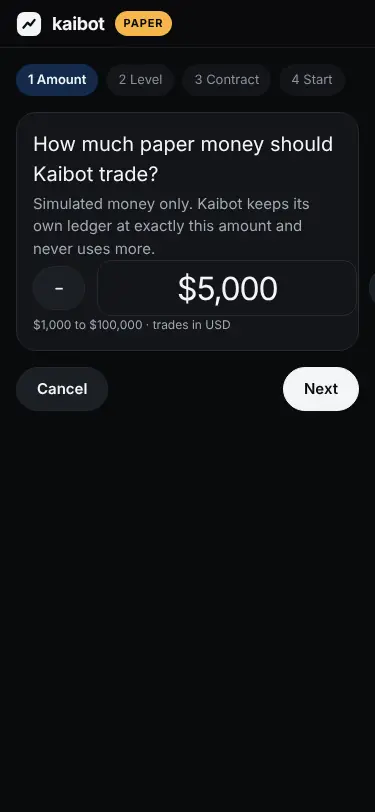 kaibot PAPER
1 Amount 2 Level 3 Contract 4 Start
How much paper money should
Kaibot trade?
Simulated money only. Kaibot keeps its
own ledger at exactly this amount and
never uses more.
- $5,000
$1,000 to $100,000 · trades in USD
Cancel Next